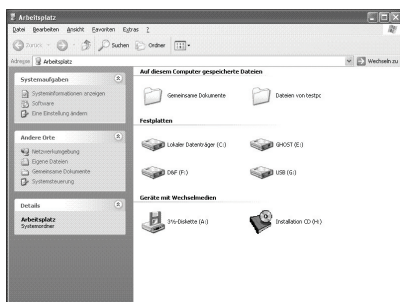 Arbeitsplatz
Datei Bearbeiten Ansicht Favoriten Extras ?
Zurück Suchen Ordner
Adresse Arbeitsplatz Wechseln zu
Systemaufgaben
Systeminformationen anzeigen
Software
Eine Einstellung ändern
Andere Orte
Netzwerkumgebung
Eigene Dateien
Gemeinsame Dokumente
Systemsteuerung
Details
Arbeitsplatz
Systemordner
Auf diesem Computer gespeicherte Dateien
Gemeinsame Dokumente Dateien von testpc
Festplatten
Lokaler Datenträger (C:) GHOST (E:)
D&F (F:) USB (G:)
Geräte mit Wechselmedien
3½-Diskette (A:) Installation CD (H:)